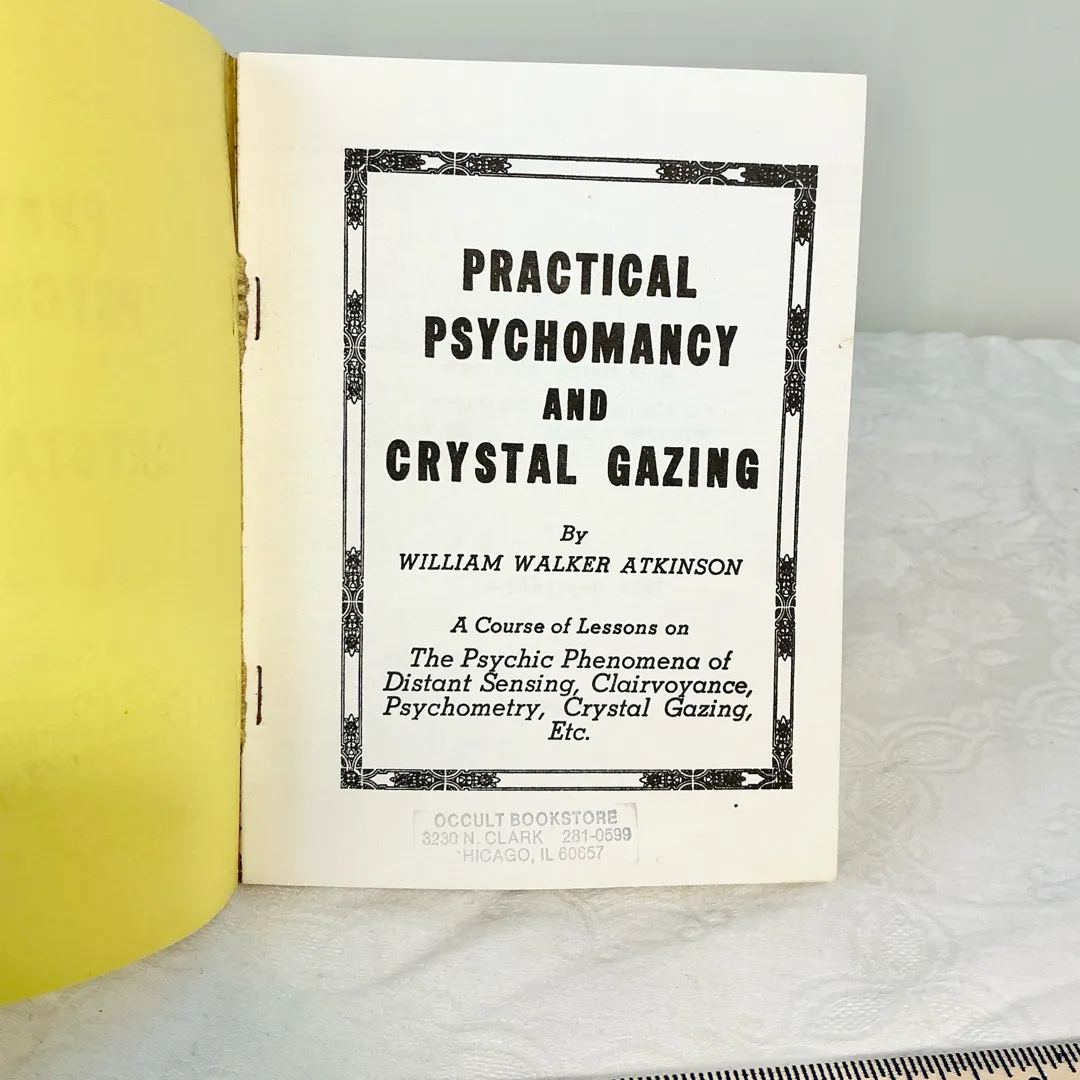 PRACTICAL
PSYCHOMANCY
AND
CRYSTAL GAZING
By
WILLIAM WALKER ATKINSON
A Course of Lessons on
The Psychic Phenomena of
Distant Sensing, Clairvoyance,
Psychometry, Crystal Gazing,
Etc.
OCCULT BOOKSTORE
3230 N. CLARK 281-0599
HICAGO, IL 60657